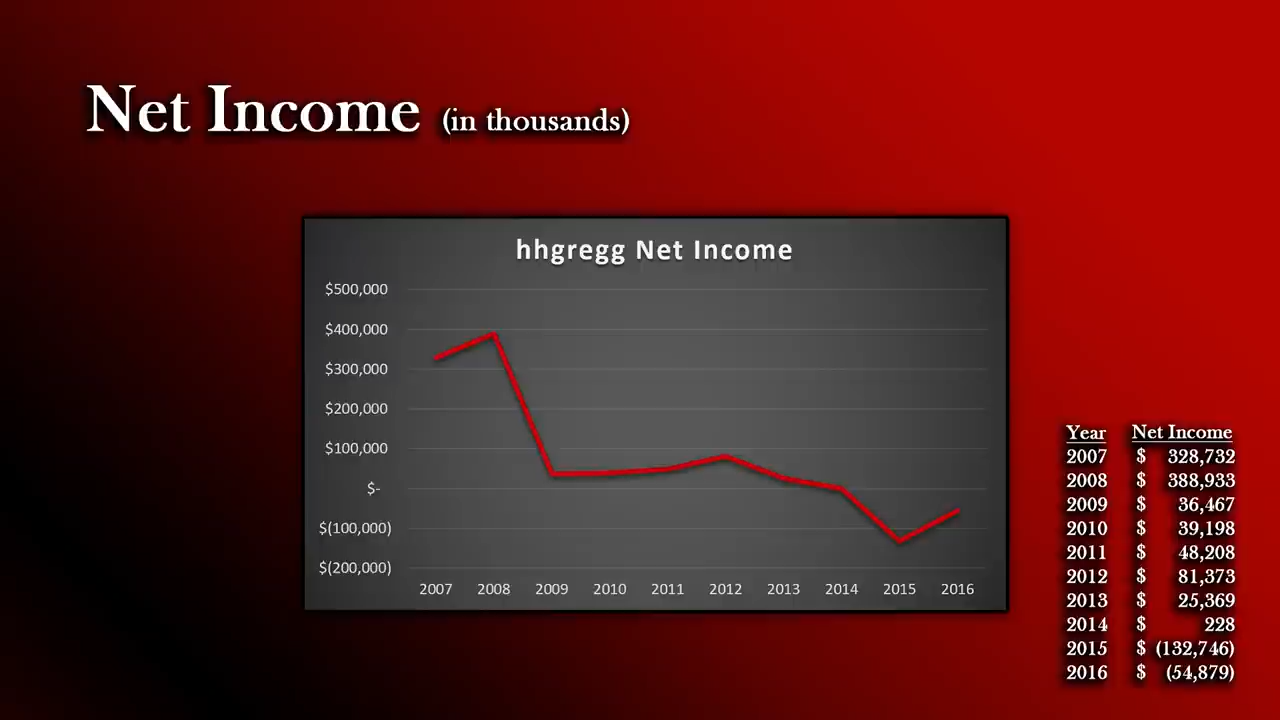 Net Income (in thousands)
hhgregg Net Income
$500,000
$400,000
$300,000
$200,000
$100,000
$-
$(100,000)
$(200,000)
2007 2008 2009 2010 2011 2012 2013 2014 2015 2016
Year Net Income
2007 $ 328,732
2008 $ 388,933
2009 $ 36,467
2010 $ 39,198
2011 $ 48,208
2012 $ 81,373
2013 $ 25,369
2014 $ 228
2015 $ (132,746)
2016 $ (54,879)